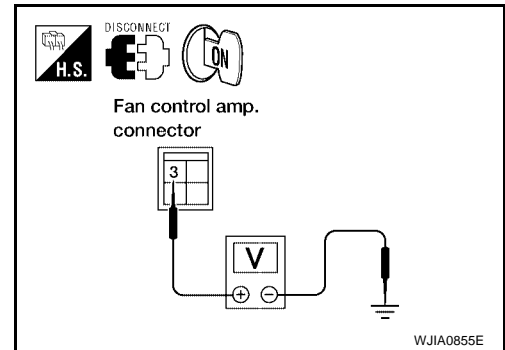 DISCONNECT
H.S.
ON
Fan control amp.
connector
3
V
+ −
WJIA0855E